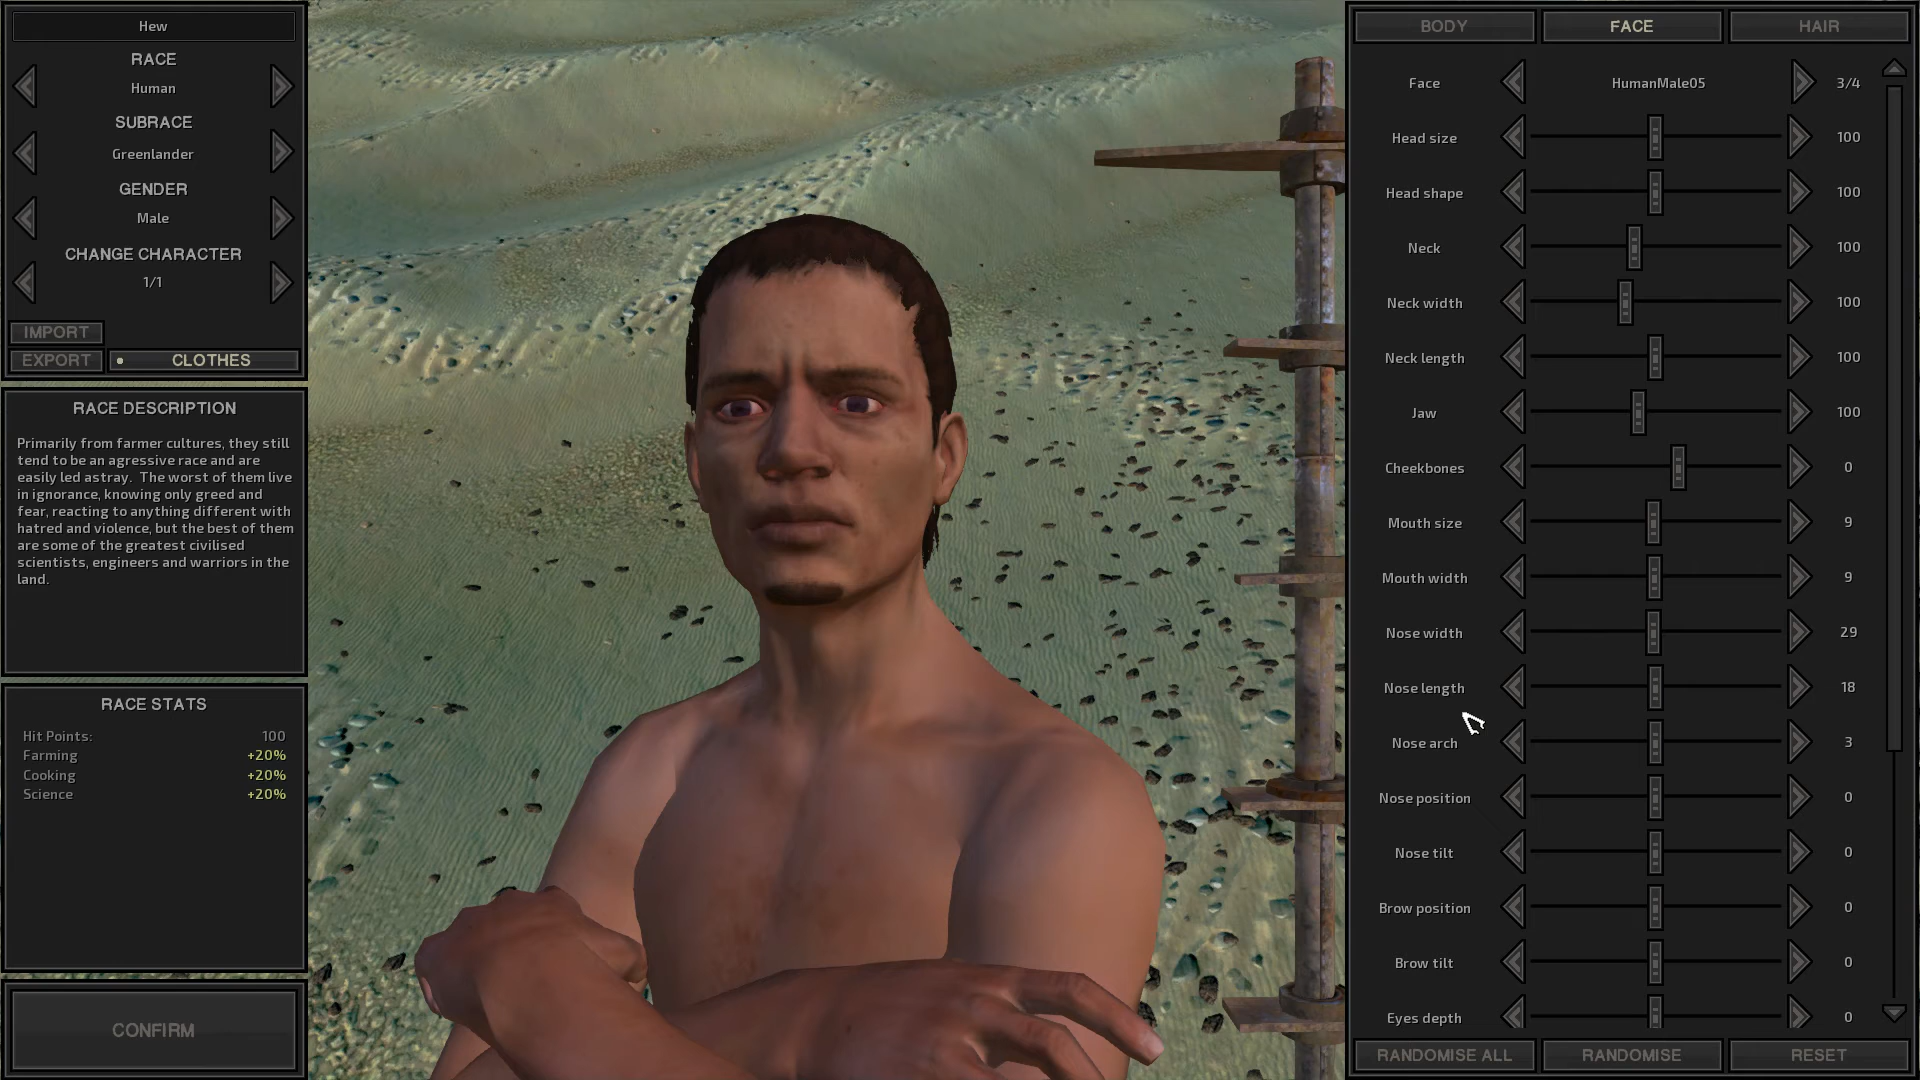 Hew
RACE
Human
SUBRACE
Greenlander
GENDER
Male
CHANGE CHARACTER
1/1
IMPORT
EXPORT
CLOTHES
RACE DESCRIPTION
Primarily from farmer cultures, they still
tend to be an agressive race and are
easily led astray. The worst of them live
in ignorance, knowing only greed and
fear, reacting to anything different with
hatred and violence, but the best of them
are some of the greatest civilised
scientists, engineers and warriors in the
land.
RACE STATS
Hit Points: 100
Farming +20%
Cooking +20%
Science +20%
CONFIRM
BODY FACE HAIR
Face HumanMale05 3/4
Head size 100
Head shape 100
Neck 100
Neck width 100
Neck length 100
Jaw 100
Cheekbones 0
Mouth size 9
Mouth width 9
Nose width 29
Nose length 18
Nose arch 3
Nose position 0
Nose tilt 0
Brow position 0
Brow tilt 0
Eyes depth 0
RANDOMISE ALL RANDOMISE RESET